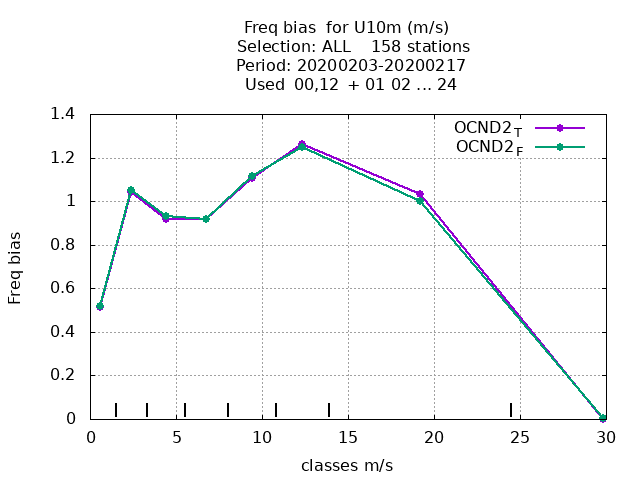 Freq bias  for U10m (m/s)
Selection: ALL    158 stations
Period: 20200203-20200217
Used  00,12  + 01 02 ... 24
OCND2T
OCND2F
1.4
1.2
1
0.8
0.6
0.4
0.2
0
Freq bias
0 5 10 15 20 25 30
classes m/s